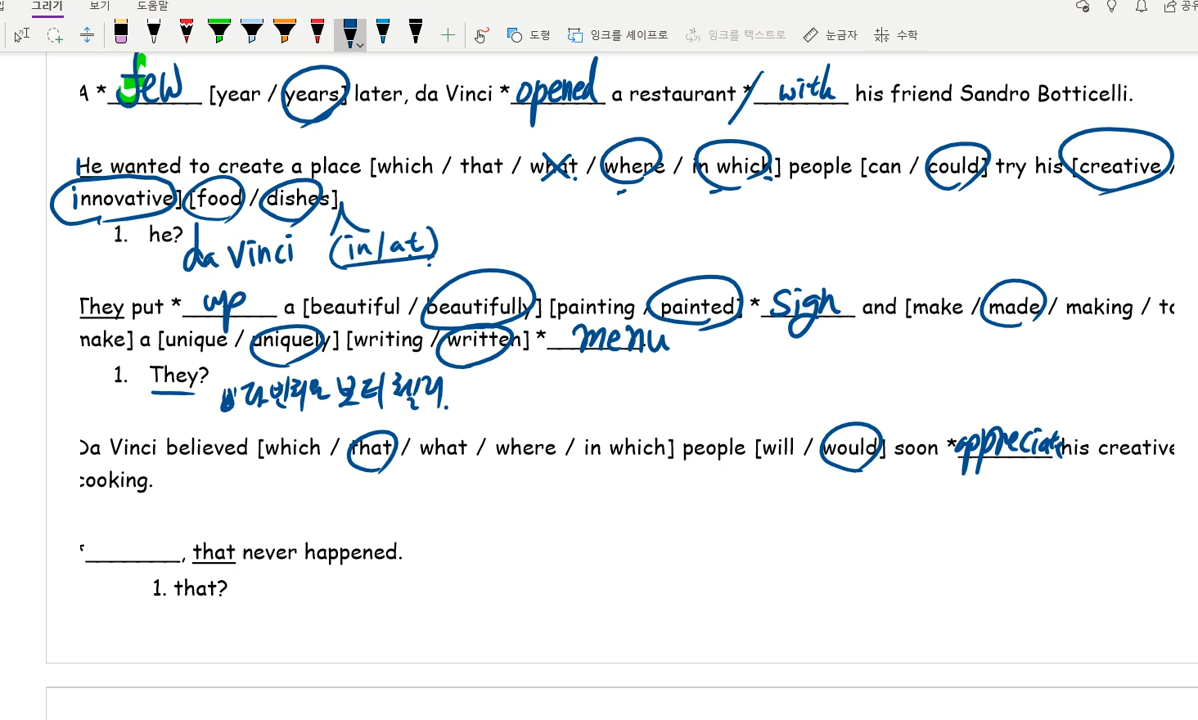 그리기 보기 도움말
도형 잉크를 셰이프로 잉크를 텍스트로 눈금자 수학
A * few [year / years] later, da Vinci * opened a restaurant * / with his friend Sandro Botticelli.
He wanted to create a place [which / that / what / where / in which] people [can / could] try his [creative /
innovative] [food / dishes].
1. he? da Vinci (in/at)
They put * up a [beautiful / beautifully] [painting / painted] * sign and [make / made / making / to
make] a [unique / uniquely] [writing / written] * menu
1. They? 다빈치와 보티첼리.
Da Vinci believed [which / that / what / where / in which] people [will / would] soon * appreciate his creative
cooking.
*________, that never happened.
1. that?